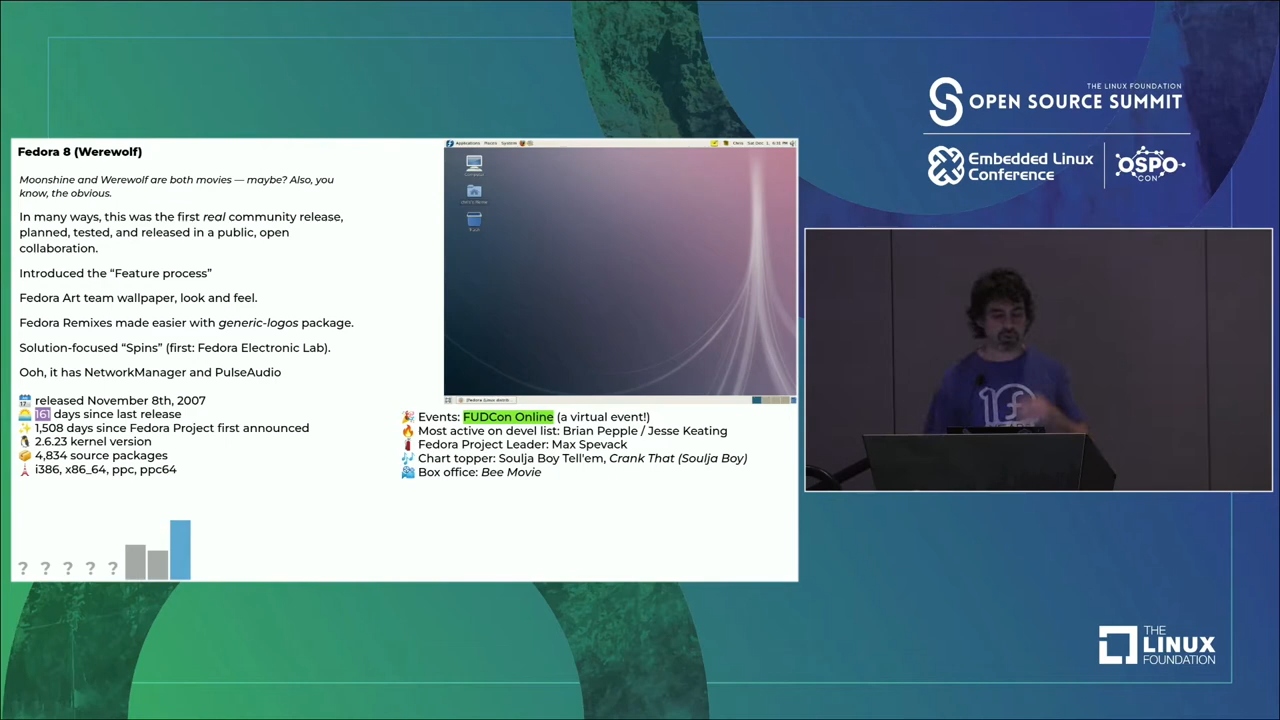 THE LINUX FOUNDATION
OPEN SOURCE SUMMIT
Embedded Linux
Conference
OSPO
CON
Fedora 8 (Werewolf)
Moonshine and Werewolf are both movies — maybe? Also, you
know, the obvious.
In many ways, this was the first real community release,
planned, tested, and released in a public, open
collaboration.
Introduced the “Feature process”
Fedora Art team wallpaper, look and feel.
Fedora Remixes made easier with generic-logos package.
Solution-focused “Spins” (first: Fedora Electronic Lab).
Ooh, it has NetworkManager and PulseAudio
released November 8th, 2007
161 days since last release
1,508 days since Fedora Project first announced
2.6.23 kernel version
4,834 source packages
i386, x86_64, ppc, ppc64
? ? ? ? ?
Applications Places System
Computer
Trash
Events: FUDCon Online (a virtual event!)
Most active on devel list: Brian Pepple / Jesse Keating
Fedora Project Leader: Max Spevack
Chart topper: Soulja Boy Tell'em, Crank That (Soulja Boy)
Box office: Bee Movie
THE
LINUX
FOUNDATION